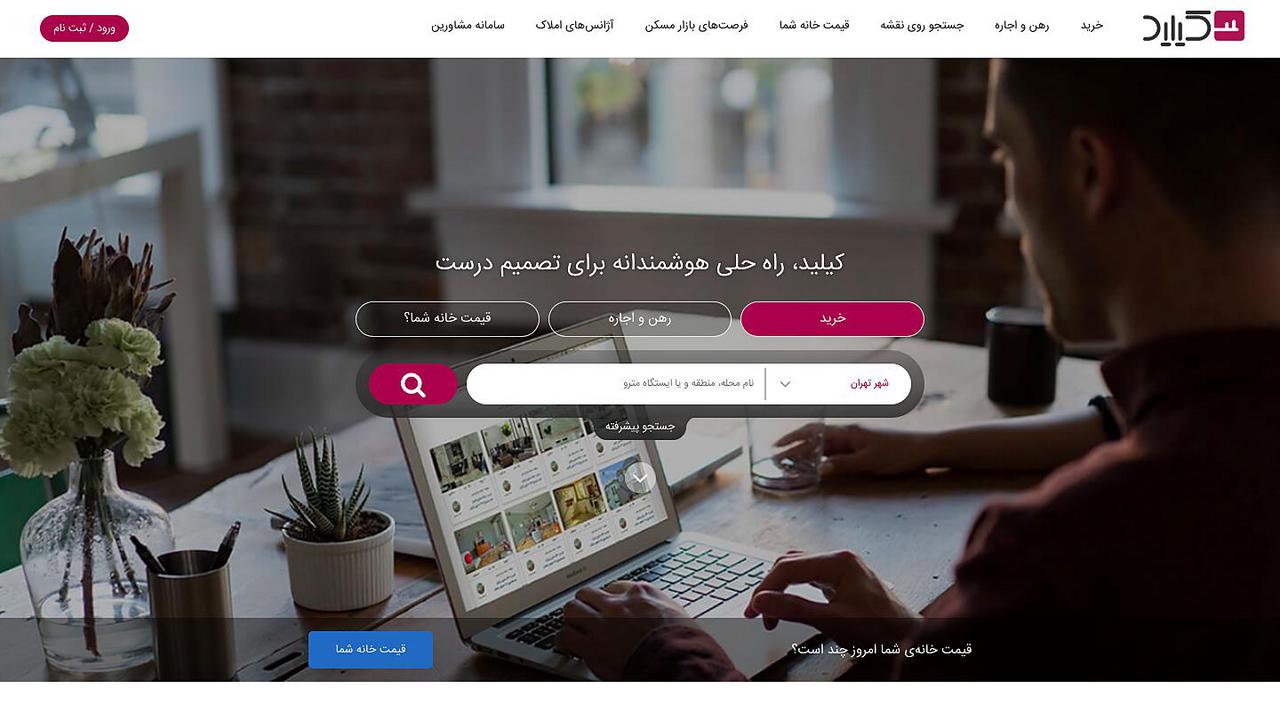 کیلید
خرید
رهن و اجاره
جستجو روی نقشه
قیمت خانه شما
فرصت‌های بازار مسکن
آژانس‌های املاک
سامانه مشاورین
ورود / ثبت نام
کیلید، راه حلی هوشمندانه برای تصمیم درست
خرید
رهن و اجاره
قیمت خانه شما؟
شهر تهران
نام محله، منطقه و یا ایستگاه مترو
جستجو پیشرفته
قیمت خانه‌ی شما امروز چند است؟
قیمت خانه شما